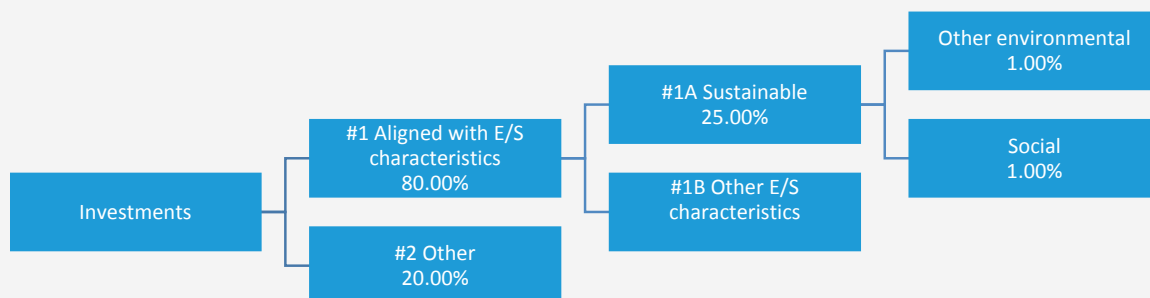 Investments
#1 Aligned with E/S
characteristics
80.00%
#2 Other
20.00%
#1A Sustainable
25.00%
#1B Other E/S
characteristics
Other environmental
1.00%
Social
1.00%